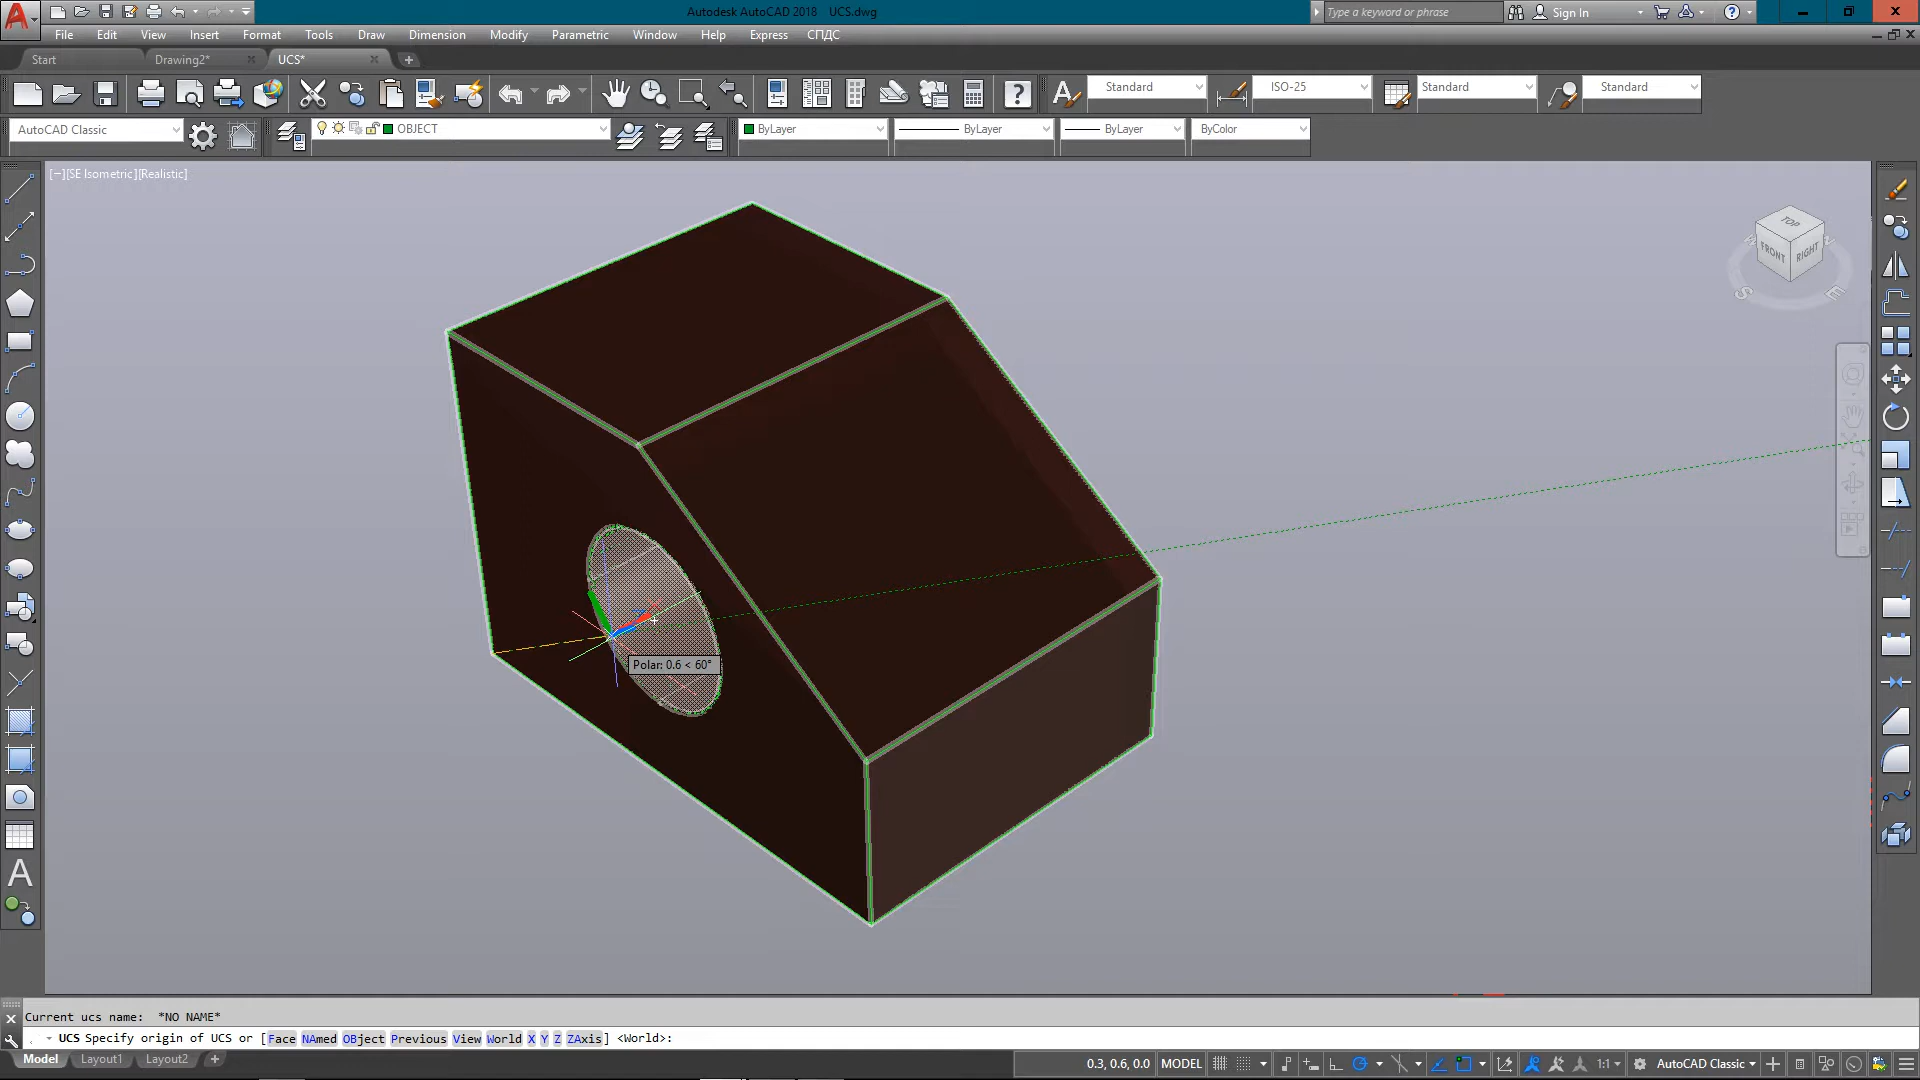 Autodesk AutoCAD 2018 UCS.dwg
Type a keyword or phrase
Sign In
File Edit View Insert Format Tools Draw Dimension Modify Parametric Window Help Express СПДС
Start Drawing2* UCS*
Standard ISO-25 Standard Standard
AutoCAD Classic OBJECT ByLayer ByLayer ByLayer ByColor
[−][SE Isometric][Realistic]
TOP
FRONT RIGHT
S E
Polar: 0.6 < 60°
Current ucs name: *NO NAME*
UCS Specify origin of UCS or [Face NAmed OBject Previous View World X Y Z ZAxis] <World>:
Model Layout1 Layout2
0.3, 0.6, 0.0 MODEL 1:1 AutoCAD Classic